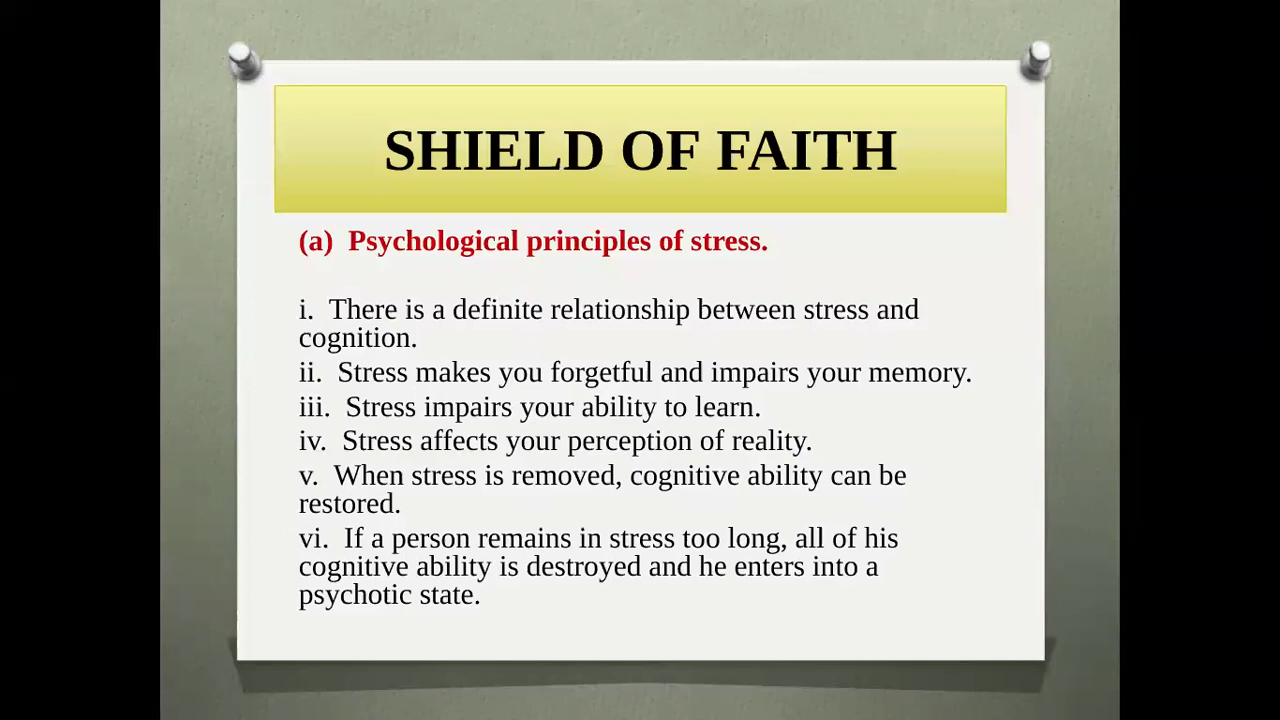 SHIELD OF FAITH
(a) Psychological principles of stress.
i. There is a definite relationship between stress and
cognition.
ii. Stress makes you forgetful and impairs your memory.
iii. Stress impairs your ability to learn.
iv. Stress affects your perception of reality.
v. When stress is removed, cognitive ability can be
restored.
vi. If a person remains in stress too long, all of his
cognitive ability is destroyed and he enters into a
psychotic state.